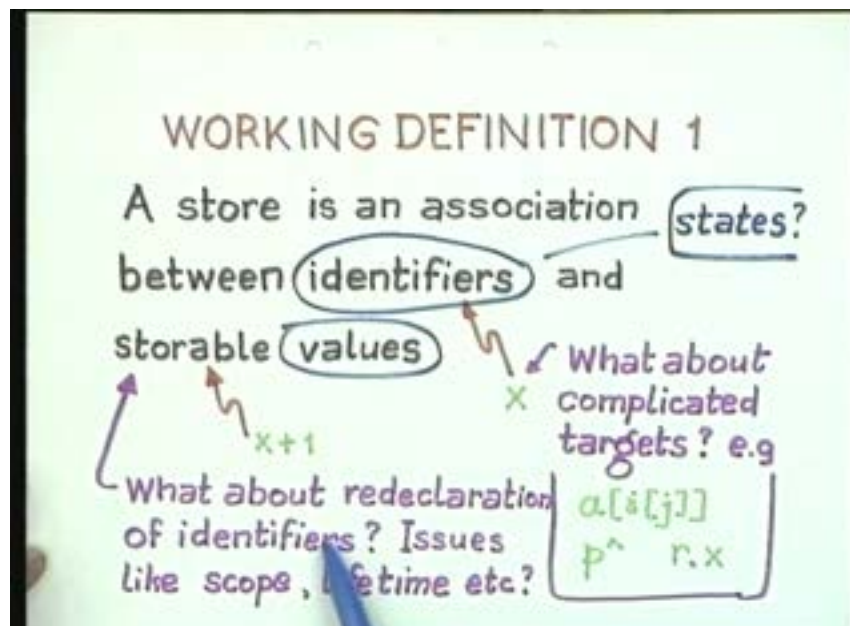 WORKING DEFINITION 1
A store is an association
states?
between identifiers and
storable values
x
x+1
What about
complicated
targets? e.g
a[i[j]]
p^ r.x
What about redeclaration
of identifiers? Issues
like scope, lifetime etc?